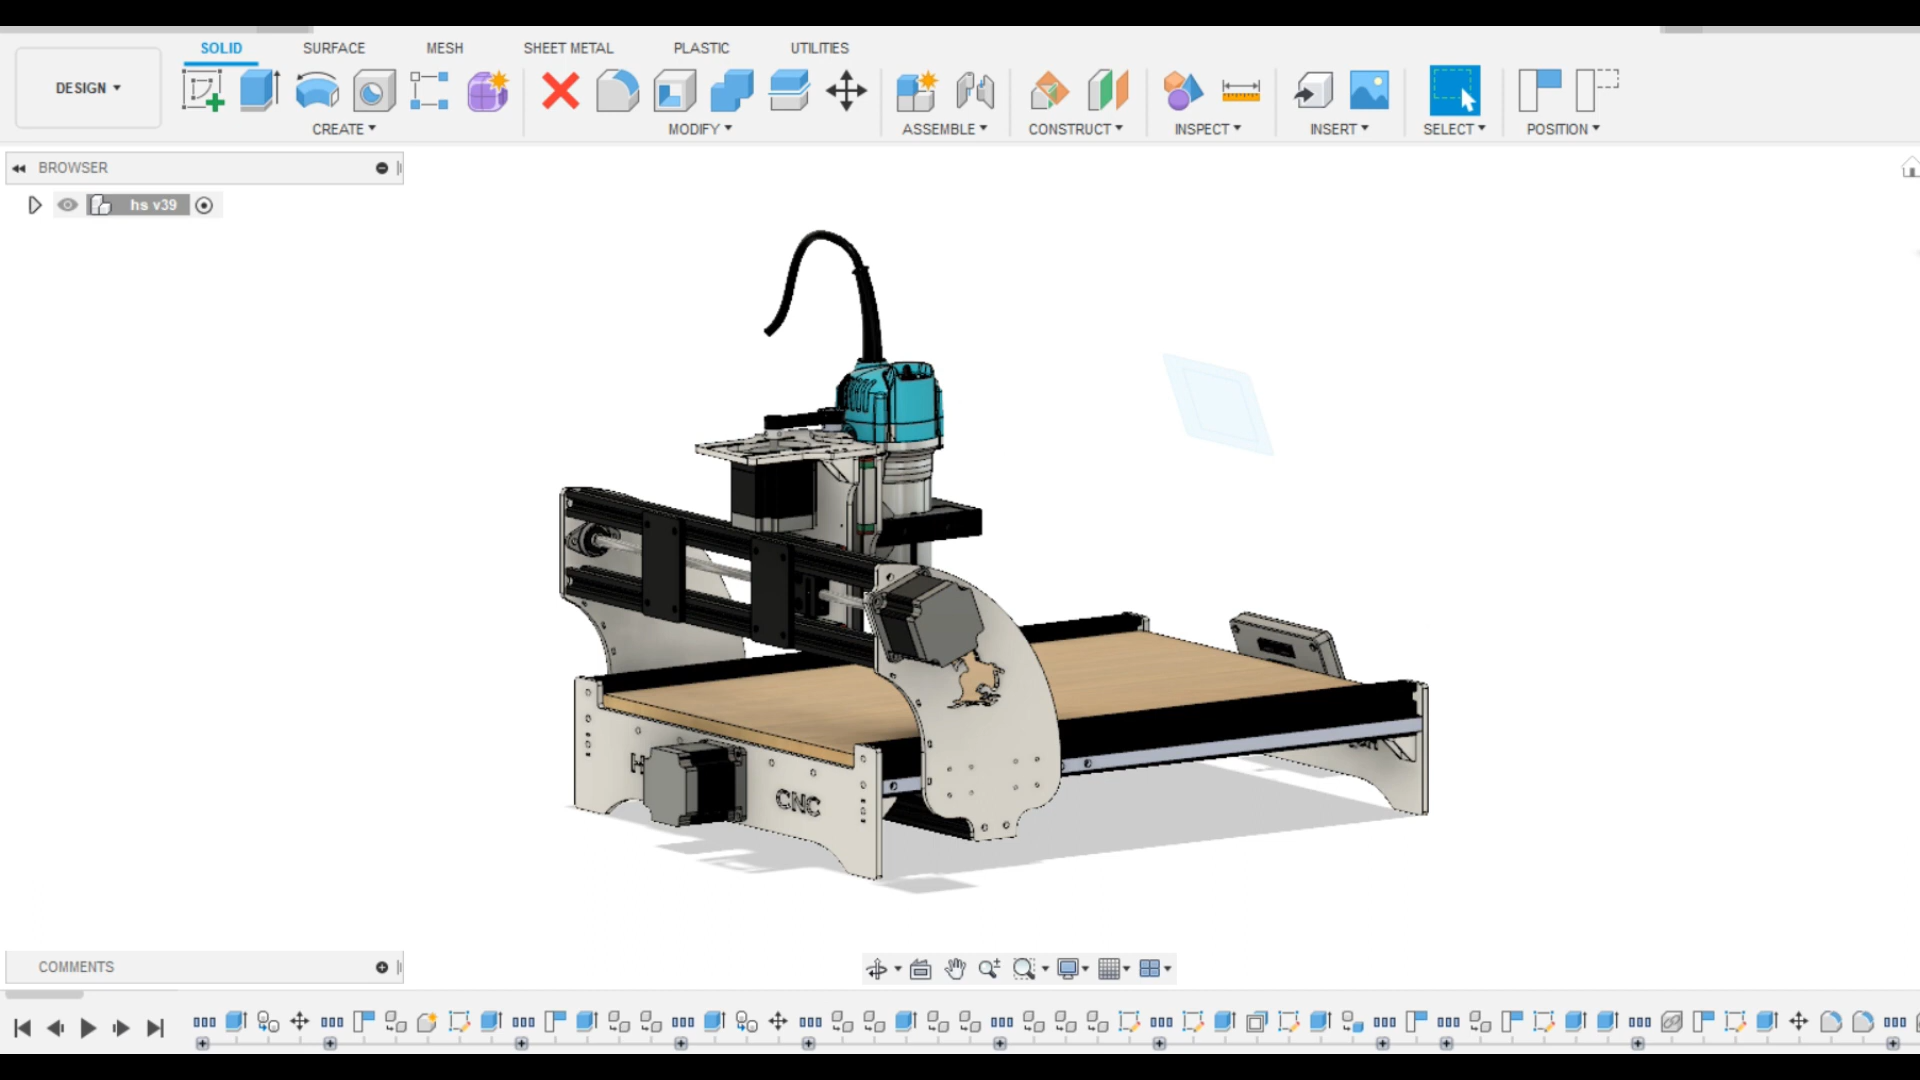 SOLID SURFACE MESH SHEET METAL PLASTIC UTILITIES
DESIGN
CREATE MODIFY ASSEMBLE CONSTRUCT INSPECT INSERT SELECT POSITION
BROWSER
hs v39
CNC
COMMENTS